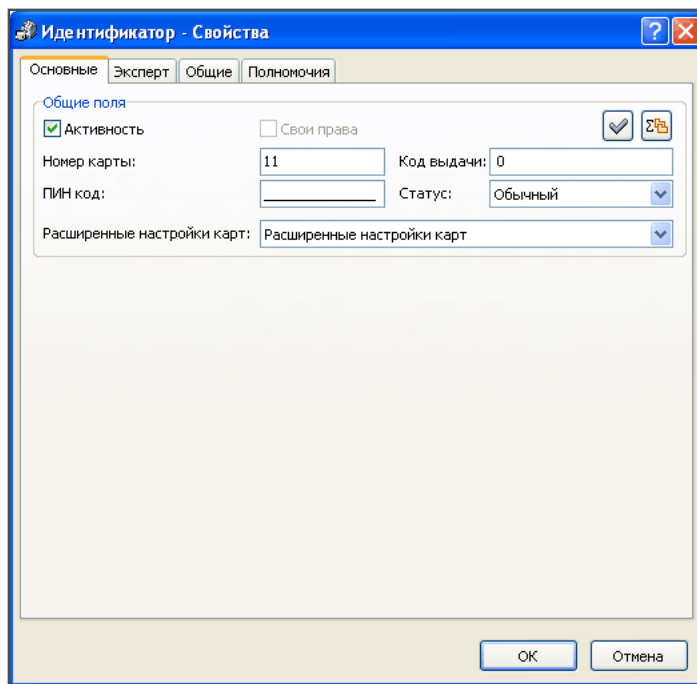 Идентификатор - Свойства
Основные Эксперт Общие Полномочия
Общие поля
Активность Свои права
Номер карты: 11 Код выдачи: 0
ПИН код: Статус: Обычный
Расширенные настройки карт: Расширенные настройки карт
ОК Отмена